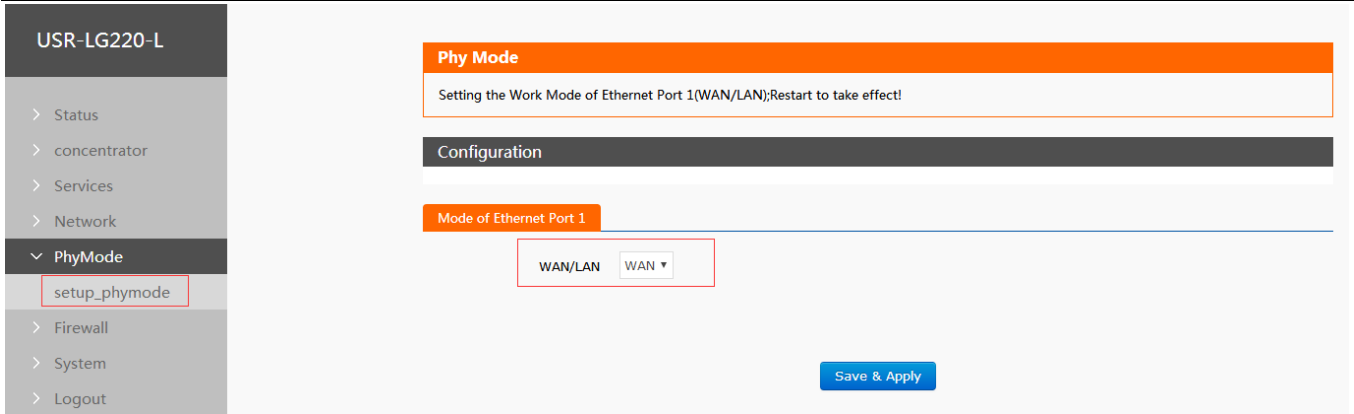 USR-LG220-L
Status
concentrator
Services
Network
PhyMode
setup_phymode
Firewall
System
Logout
Phy Mode
Setting the Work Mode of Ethernet Port 1(WAN/LAN);Restart to take effect!
Configuration
Mode of Ethernet Port 1
WAN/LAN WAN
Save & Apply